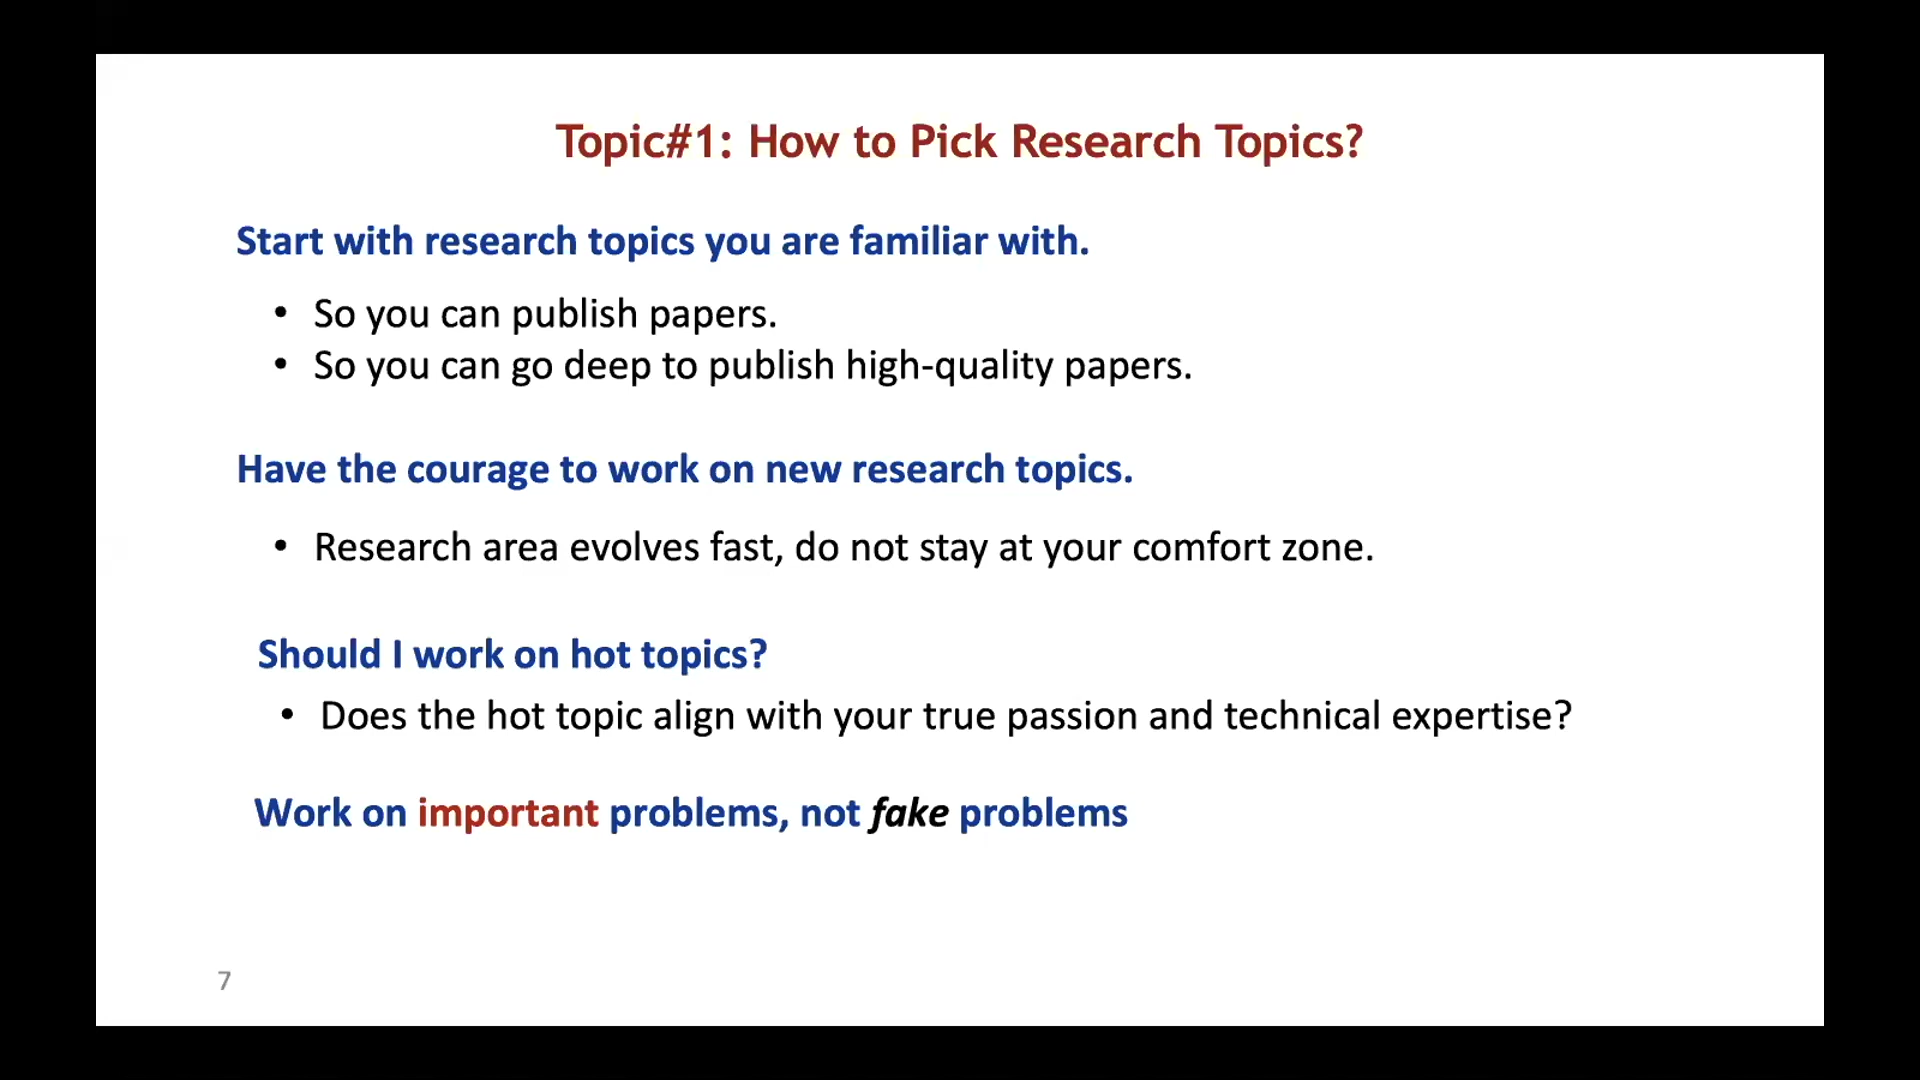 Topic#1: How to Pick Research Topics?
Start with research topics you are familiar with.
• So you can publish papers.
• So you can go deep to publish high-quality papers.
Have the courage to work on new research topics.
• Research area evolves fast, do not stay at your comfort zone.
Should I work on hot topics?
• Does the hot topic align with your true passion and technical expertise?
Work on important problems, not fake problems
7